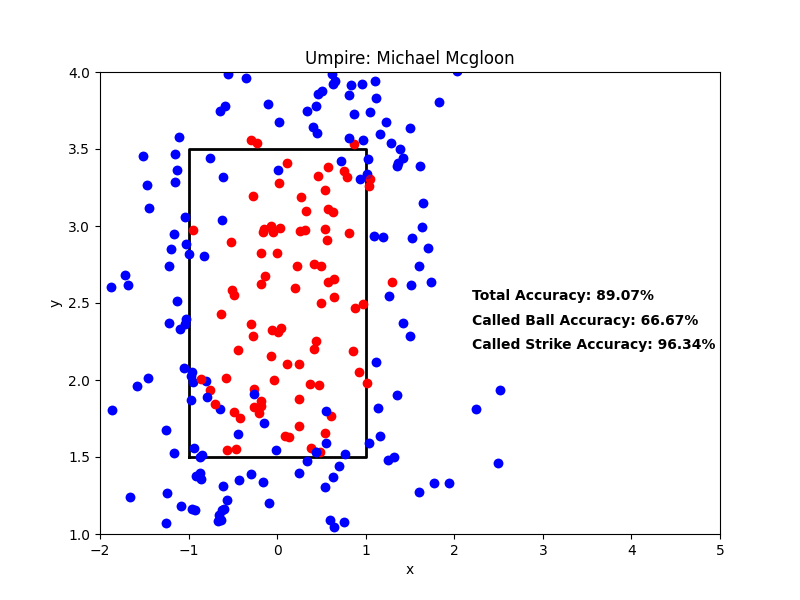 Umpire: Michael Mcgloon
4.0
3.5
3.0
2.5
2.0
1.5
1.0
y
Total Accuracy: 89.07%
Called Ball Accuracy: 66.67%
Called Strike Accuracy: 96.34%
−2
−1
0
1
2
3
4
5
x